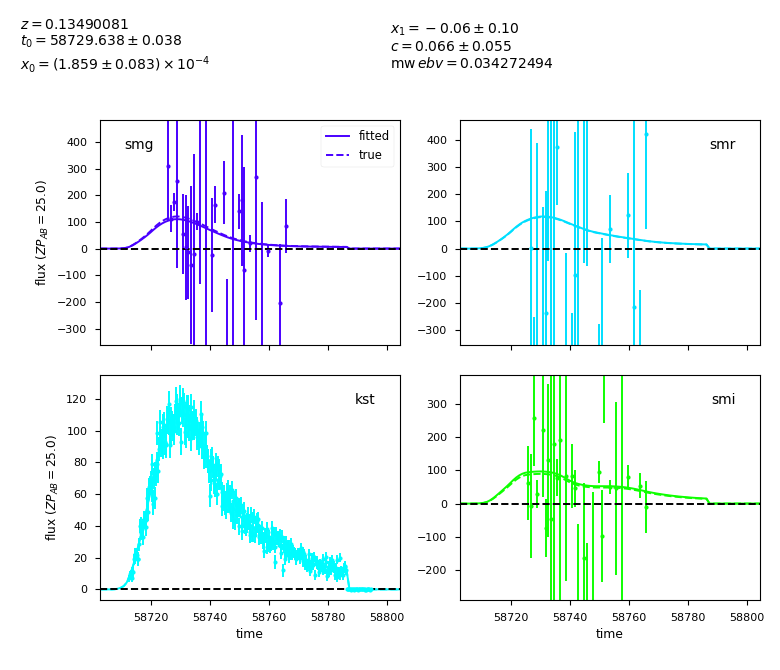 z = 0.13490081
t₀ = 58729.638 ± 0.038
x₀ = (1.859 ± 0.083) × 10⁻⁴
x₁ = −0.06 ± 0.10
c = 0.066 ± 0.055
mwebv = 0.034272494
smg
fitted
true
400
300
200
100
0
−100
−200
−300
flux (ZP_AB = 25.0)
smr
400
300
200
100
0
−100
−200
−300
kst
120
100
80
60
40
20
0
flux (ZP_AB = 25.0)
58720 58740 58760 58780 58800
time
smi
300
200
100
0
−100
−200
58720 58740 58760 58780 58800
time